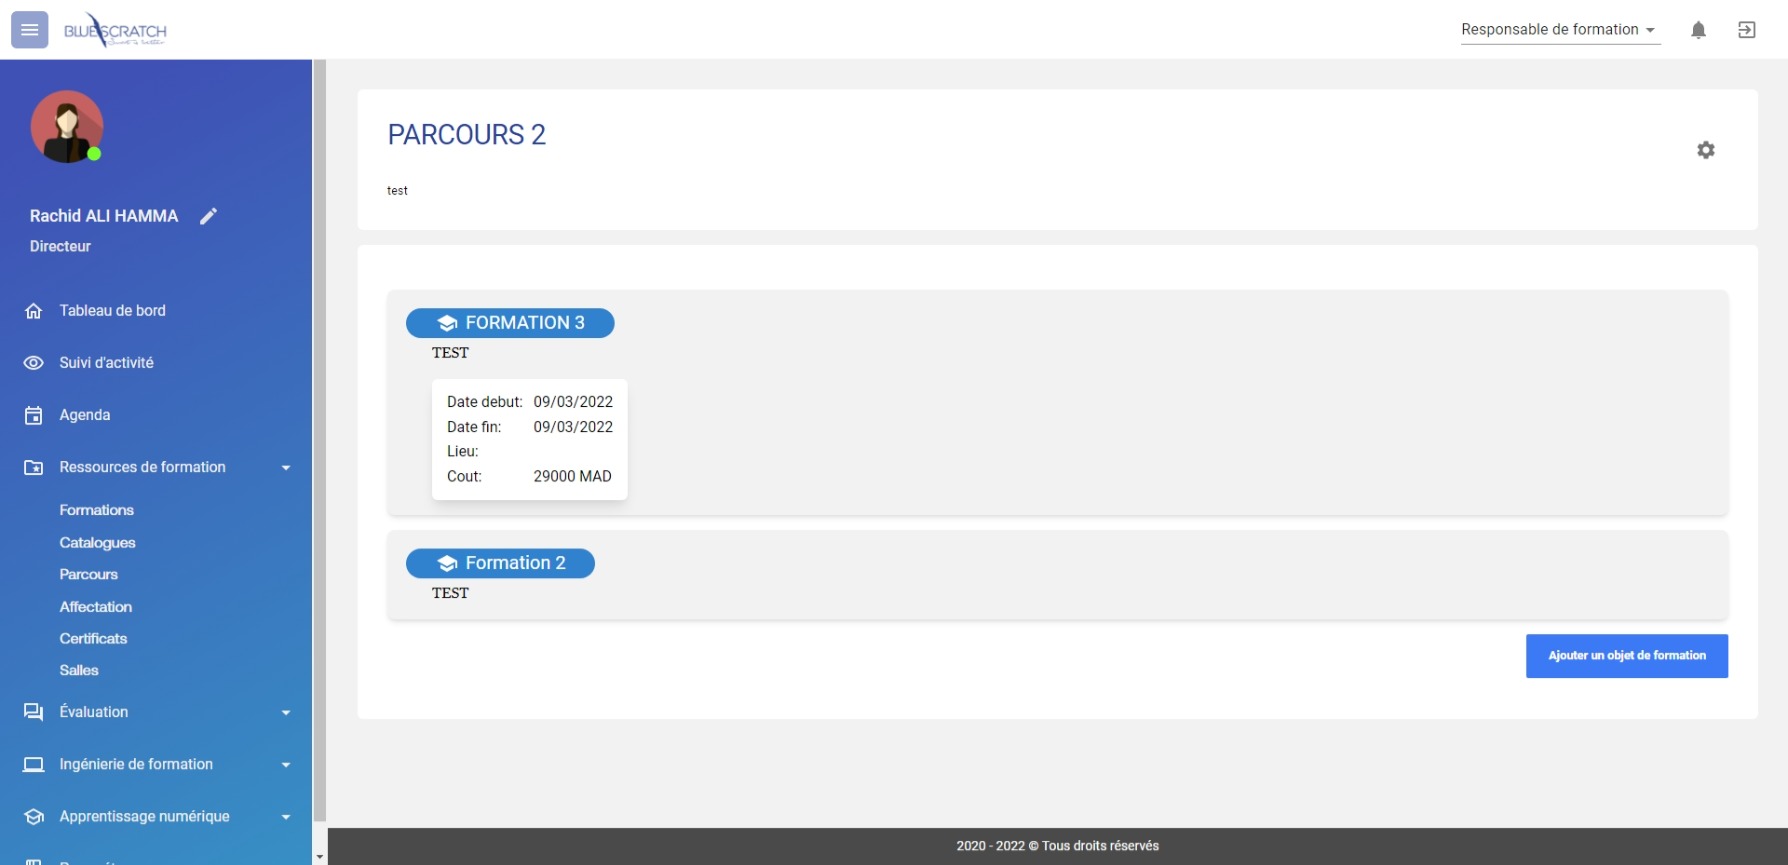 BLUESCRATCH
Responsable de formation
Rachid ALI HAMMA
Directeur
Tableau de bord
Suivi d'activité
Agenda
Ressources de formation
Formations
Catalogues
Parcours
Affectation
Certificats
Salles
Évaluation
Ingénierie de formation
Apprentissage numérique
PARCOURS 2
test
FORMATION 3
TEST
Date debut: 09/03/2022
Date fin: 09/03/2022
Lieu:
Cout: 29000 MAD
Formation 2
TEST
Ajouter un objet de formation
2020 - 2022 © Tous droits réservés